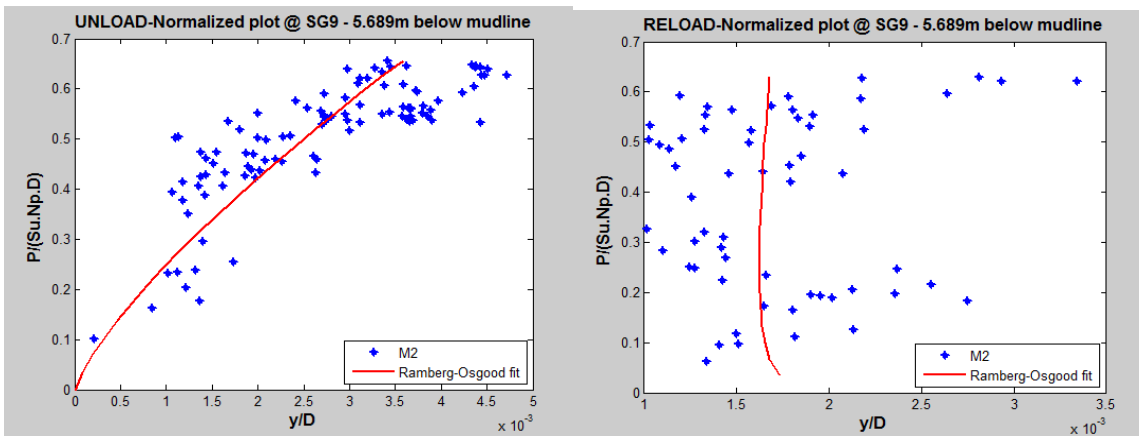 UNLOAD-Normalized plot @ SG9 - 5.689m below mudline
P/(Su.Np.D)
0.7
0.6
0.5
0.4
0.3
0.2
0.1
0
M2
Ramberg-Osgood fit
0 0.5 1 1.5 2 2.5 3 3.5 4 4.5 5
y/D
x 10⁻³
RELOAD-Normalized plot @ SG9 - 5.689m below mudline
P/(Su.Np.D)
0.7
0.6
0.5
0.4
0.3
0.2
0.1
0
M2
Ramberg-Osgood fit
1 1.5 2 2.5 3 3.5
y/D
x 10⁻³